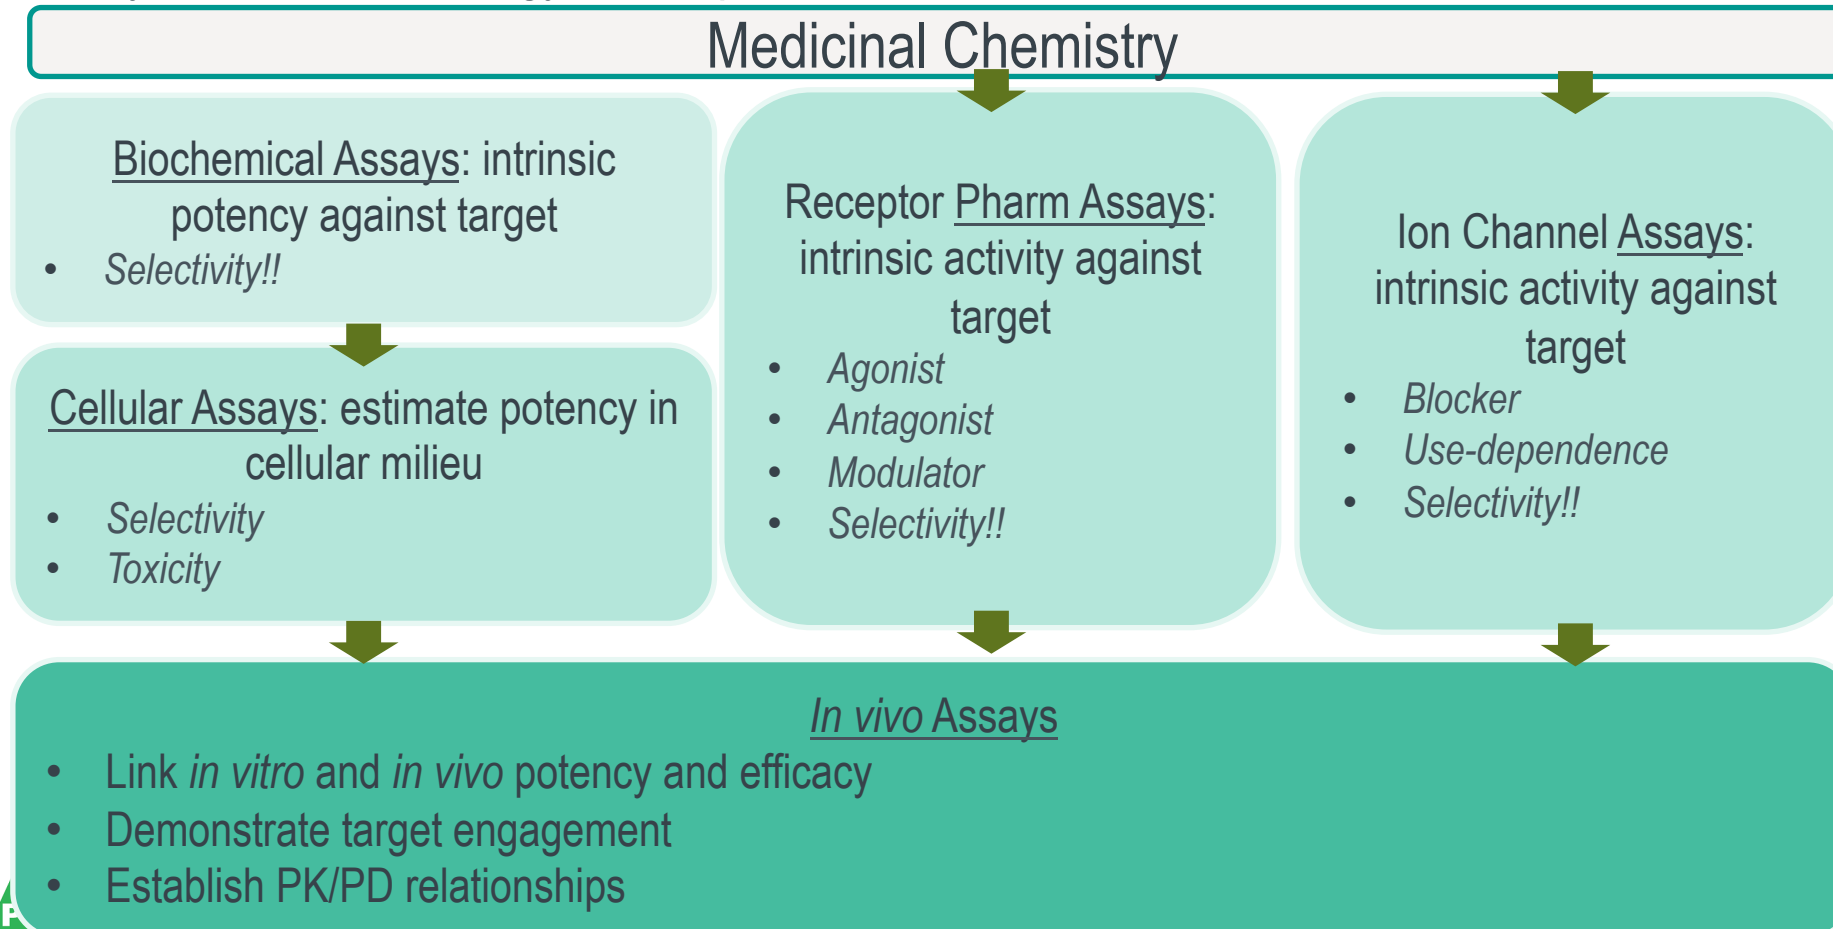 Medicinal Chemistry
Biochemical Assays: intrinsic
potency against target
• Selectivity!!
Cellular Assays: estimate potency in
cellular milieu
• Selectivity
• Toxicity
Receptor Pharm Assays:
intrinsic activity against
target
• Agonist
• Antagonist
• Modulator
• Selectivity!!
Ion Channel Assays:
intrinsic activity against
target
• Blocker
• Use-dependence
• Selectivity!!
In vivo Assays
• Link in vitro and in vivo potency and efficacy
• Demonstrate target engagement
• Establish PK/PD relationships